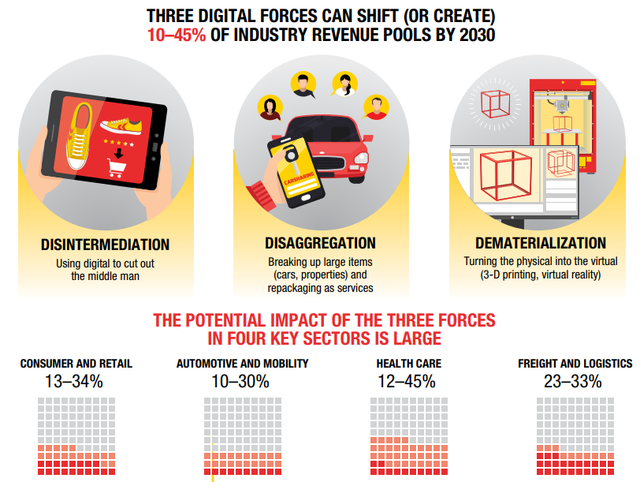 THREE DIGITAL FORCES CAN SHIFT (OR CREATE)
10–45% OF INDUSTRY REVENUE POOLS BY 2030
CARSHARING
DISINTERMEDIATION
Using digital to cut out
the middle man
DISAGGREGATION
Breaking up large items
(cars, properties) and
repackaging as services
DEMATERIALIZATION
Turning the physical into the virtual
(3-D printing, virtual reality)
THE POTENTIAL IMPACT OF THE THREE FORCES
IN FOUR KEY SECTORS IS LARGE
CONSUMER AND RETAIL
13–34%
AUTOMOTIVE AND MOBILITY
10–30%
HEALTH CARE
12–45%
FREIGHT AND LOGISTICS
23–33%